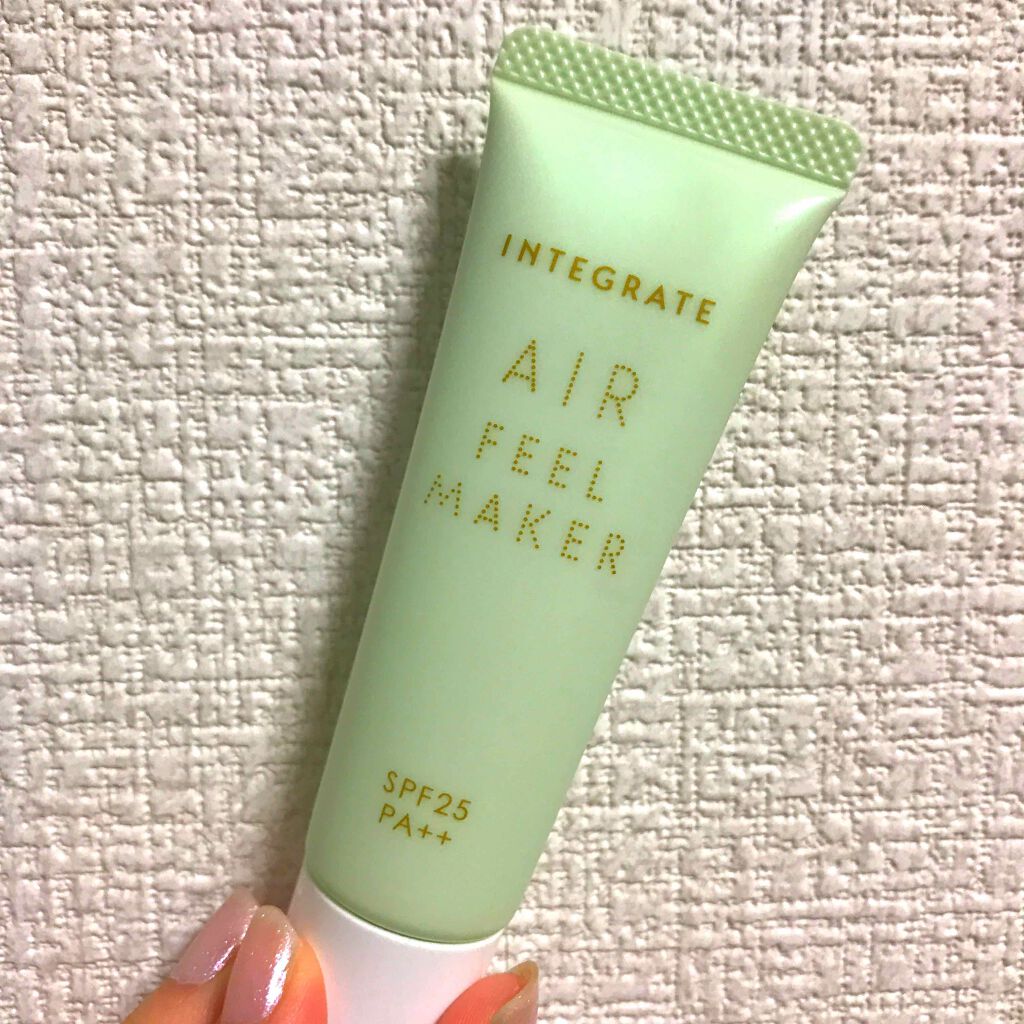 INTEGRATE
AIR
FEEL
MAKER
SPF25
PA++